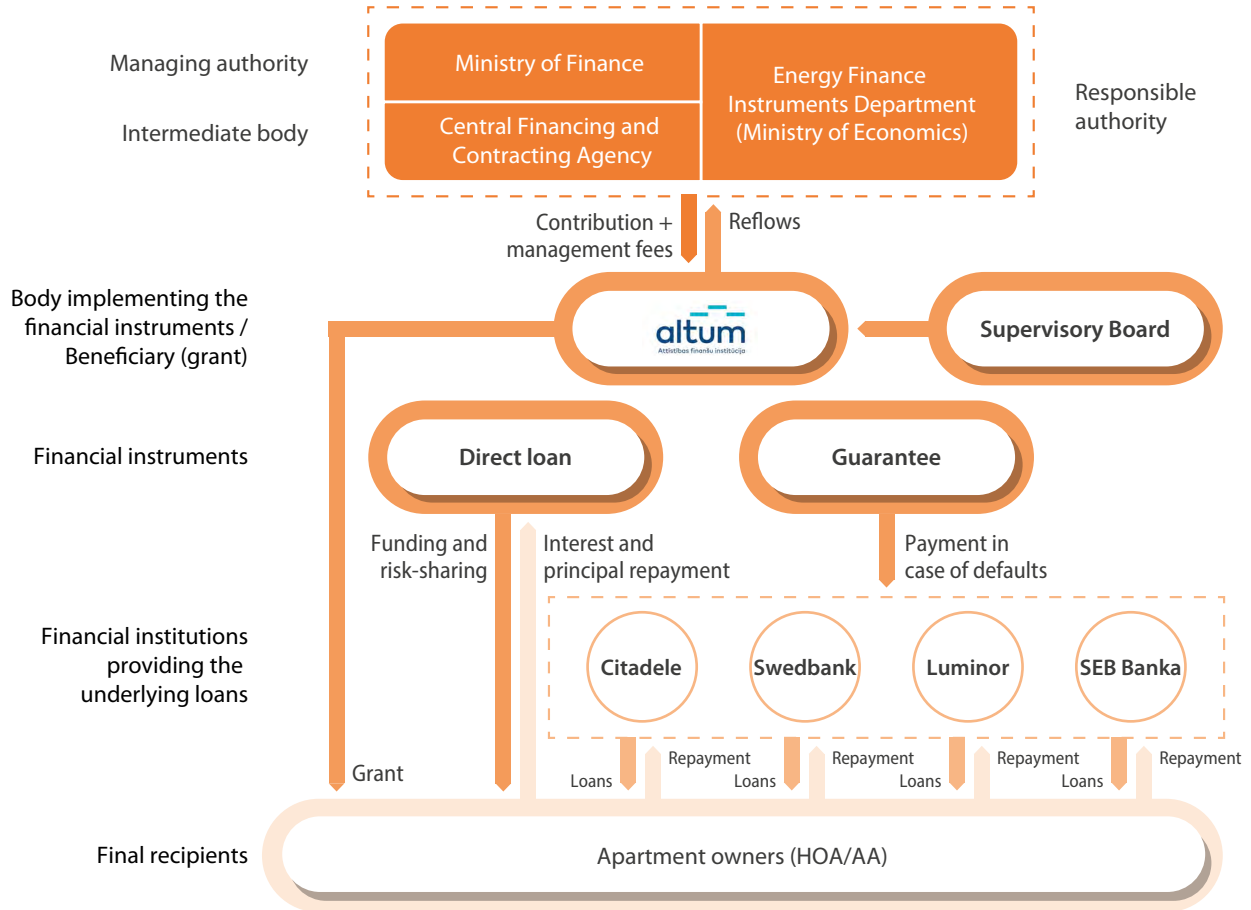 Managing authority
Ministry of Finance
Energy Finance
Instruments Department
(Ministry of Economics)
Responsible
authority
Intermediate body
Central Financing and
Contracting Agency
Contribution +
management fees
Reflows
Body implementing the
financial instruments /
Beneficiary (grant)
altum
Attīstības finanšu institūcija
Supervisory Board
Financial instruments
Direct loan
Guarantee
Funding and
risk-sharing
Interest and
principal repayment
Payment in
case of defaults
Financial institutions
providing the
underlying loans
Citadele
Swedbank
Luminor
SEB Banka
Grant
Loans
Repayment
Loans
Repayment
Loans
Repayment
Loans
Repayment
Final recipients
Apartment owners (HOA/AA)